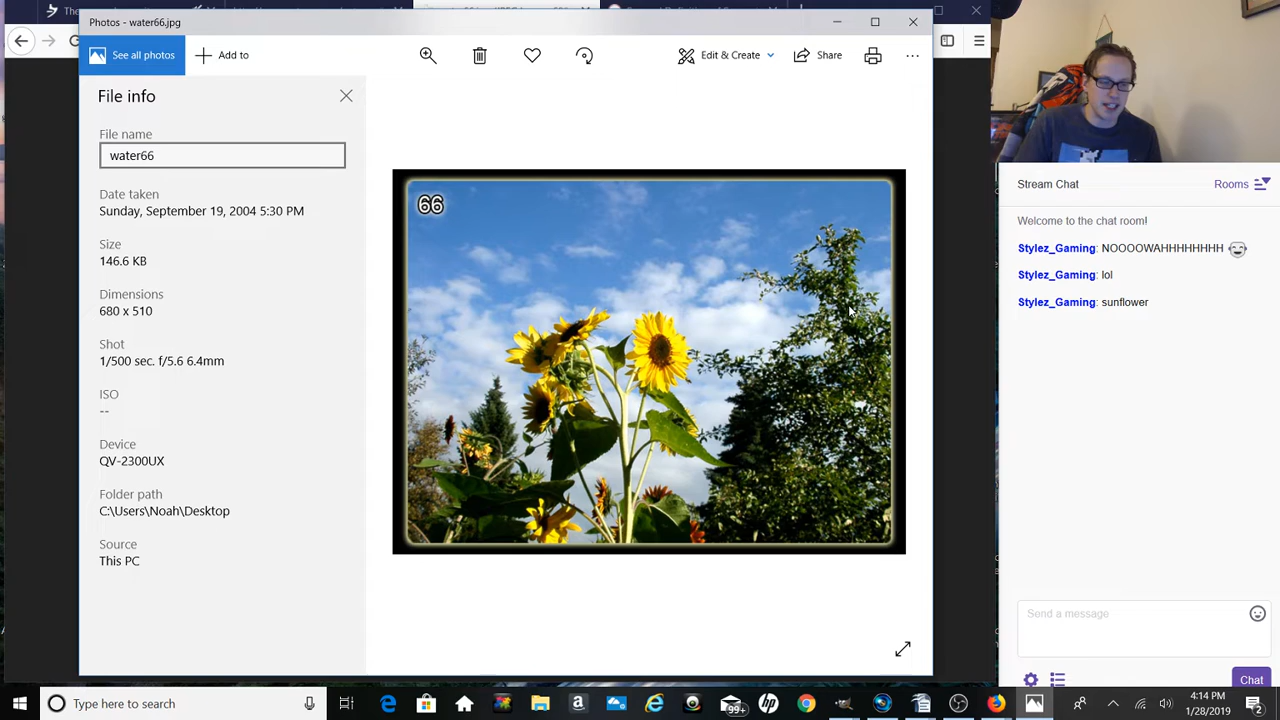 Photos - water66.jpg
See all photos
Add to
Edit & Create
Share
File info
File name
water66
Date taken
Sunday, September 19, 2004 5:30 PM
Size
146.6 KB
Dimensions
680 x 510
Shot
1/500 sec. f/5.6 6.4mm
ISO
--
Device
QV-2300UX
Folder path
C:\Users\Noah\Desktop
Source
This PC
66
Stream Chat
Rooms
Welcome to the chat room!
Stylez_Gaming: NOOOOWAHHHHHHHH
Stylez_Gaming: lol
Stylez_Gaming: sunflower
Send a message
Chat
Type here to search
99+
4:14 PM
1/28/2019
2